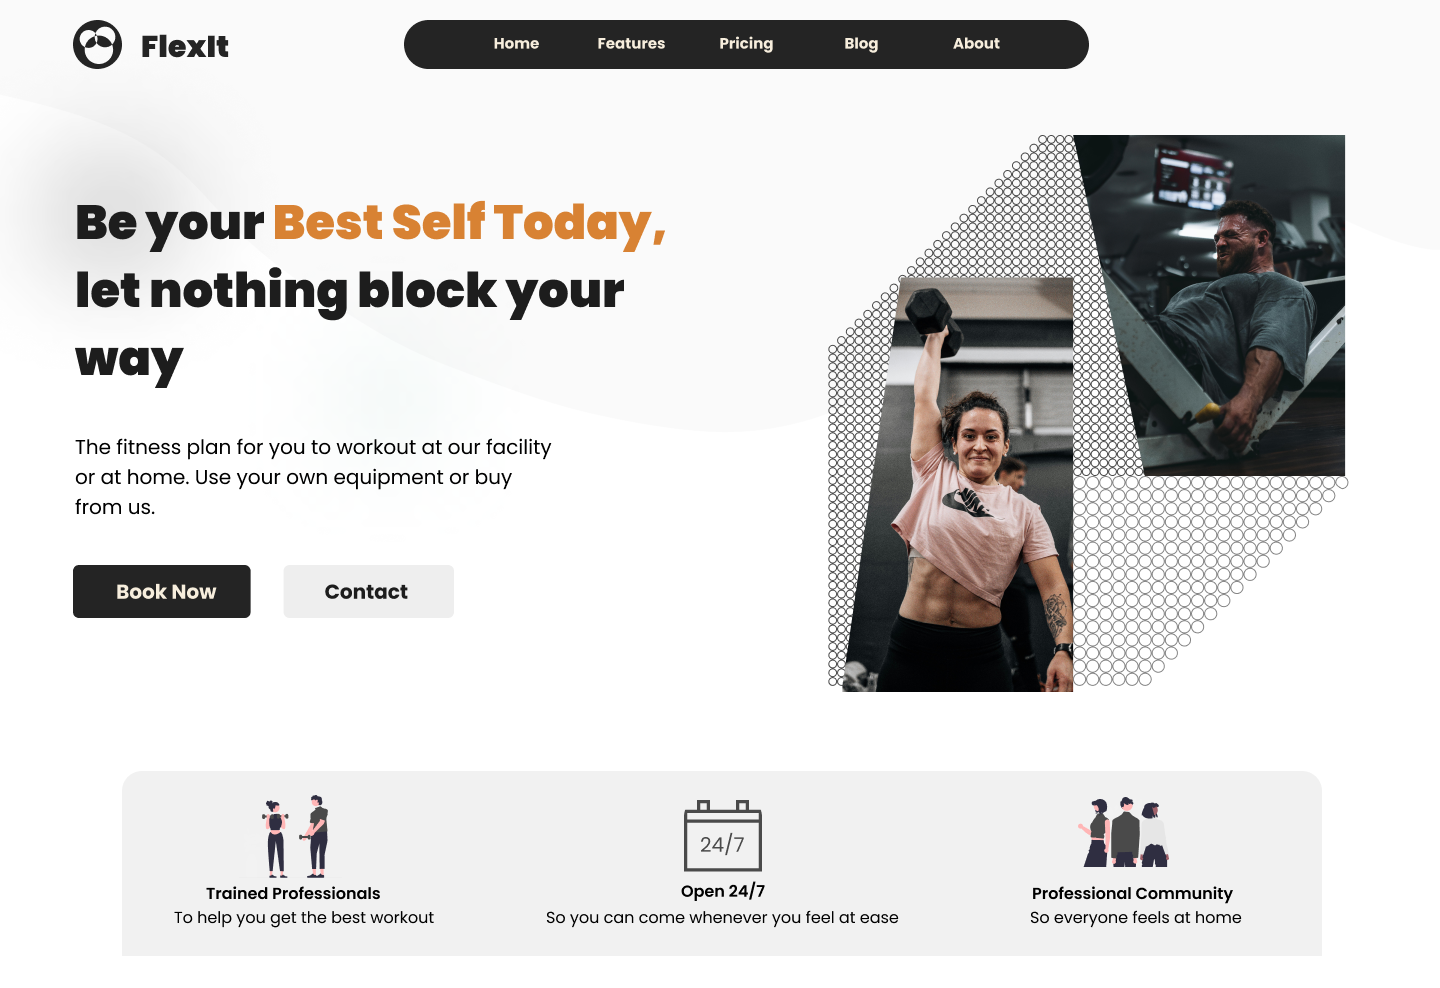 FlexIt
Home Features Pricing Blog About
Be your Best Self Today,
let nothing block your
way
The fitness plan for you to workout at our facility
or at home. Use your own equipment or buy
from us.
Book Now Contact
24/7
Trained Professionals
To help you get the best workout
Open 24/7
So you can come whenever you feel at ease
Professional Community
So everyone feels at home